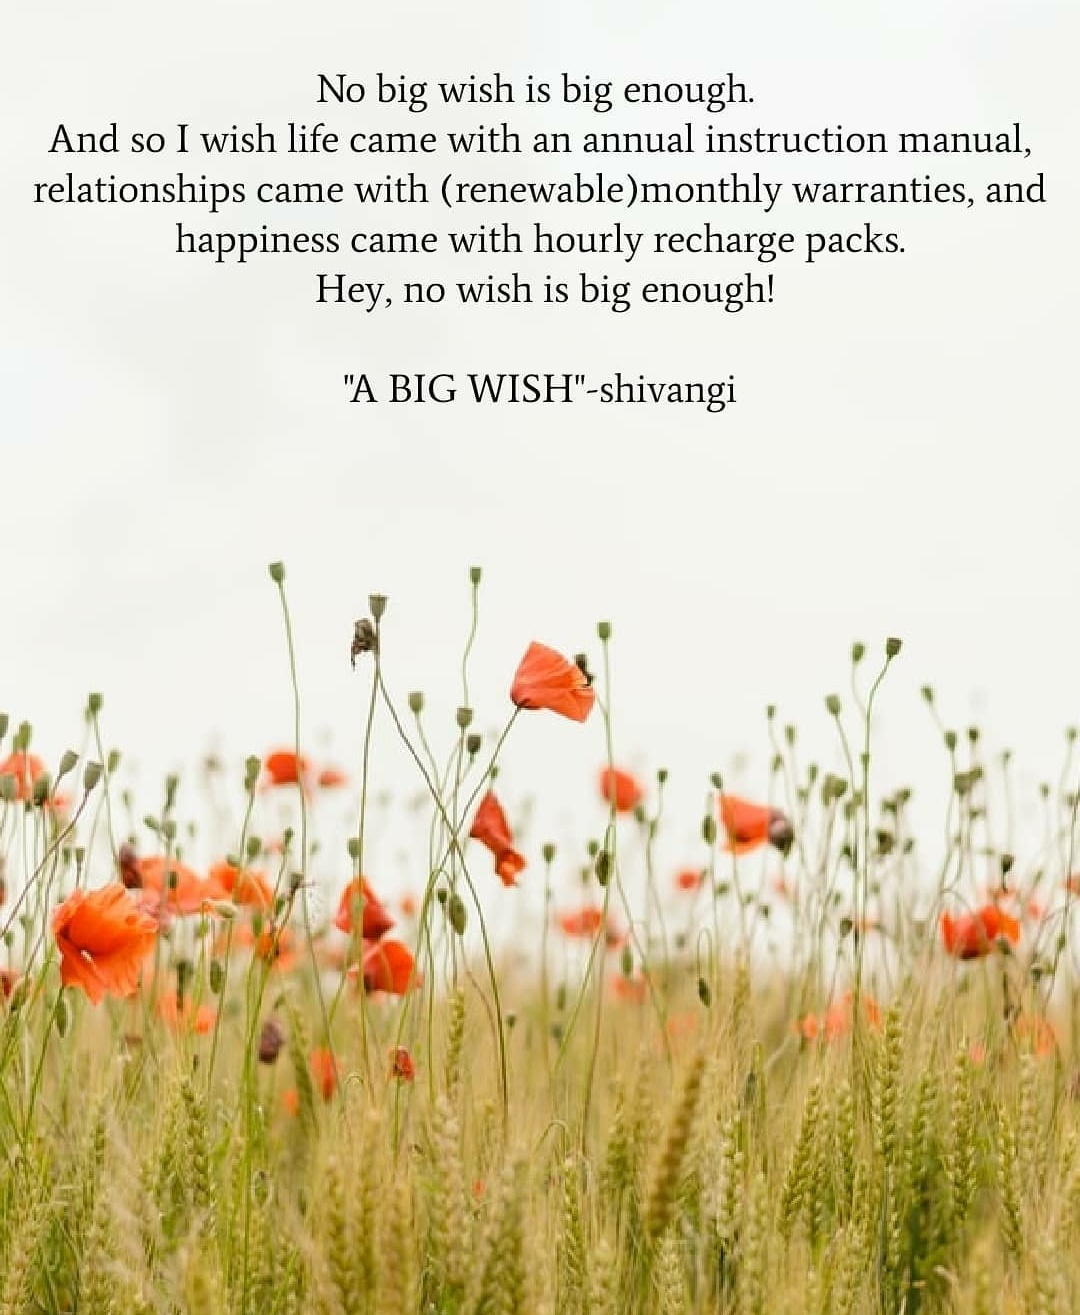 No big wish is big enough.
And so I wish life came with an annual instruction manual,
relationships came with (renewable)monthly warranties, and
happiness came with hourly recharge packs.
Hey, no wish is big enough!
"A BIG WISH"-shivangi